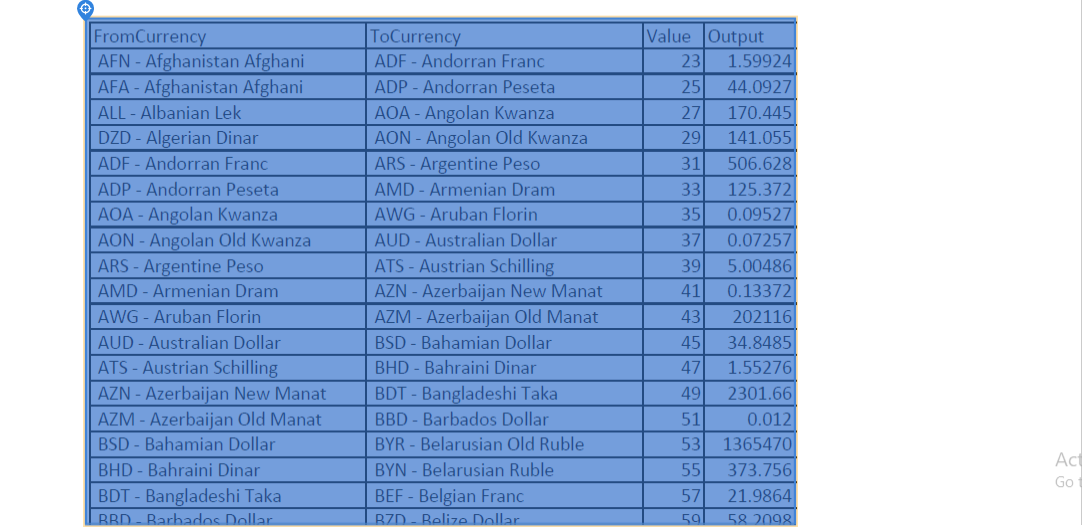 FromCurrency ToCurrency Value Output
AFN - Afghanistan Afghani ADF - Andorran Franc 23 1.59924
AFA - Afghanistan Afghani ADP - Andorran Peseta 25 44.0927
ALL - Albanian Lek AOA - Angolan Kwanza 27 170.445
DZD - Algerian Dinar AON - Angolan Old Kwanza 29 141.055
ADF - Andorran Franc ARS - Argentine Peso 31 506.628
ADP - Andorran Peseta AMD - Armenian Dram 33 125.372
AOA - Angolan Kwanza AWG - Aruban Florin 35 0.09527
AON - Angolan Old Kwanza AUD - Australian Dollar 37 0.07257
ARS - Argentine Peso ATS - Austrian Schilling 39 5.00486
AMD - Armenian Dram AZN - Azerbaijan New Manat 41 0.13372
AWG - Aruban Florin AZM - Azerbaijan Old Manat 43 202116
AUD - Australian Dollar BSD - Bahamian Dollar 45 34.8485
ATS - Austrian Schilling BHD - Bahraini Dinar 47 1.55276
AZN - Azerbaijan New Manat BDT - Bangladeshi Taka 49 2301.66
AZM - Azerbaijan Old Manat BBD - Barbados Dollar 51 0.012
BSD - Bahamian Dollar BYR - Belarusian Old Ruble 53 1365470
Act
BHD - Bahraini Dinar BYN - Belarusian Ruble 55 373.756
Go t
BDT - Bangladeshi Taka BEF - Belgian Franc 57 21.9864
BBD - Barbados Dollar BZD - Belize Dollar 59 58.2098